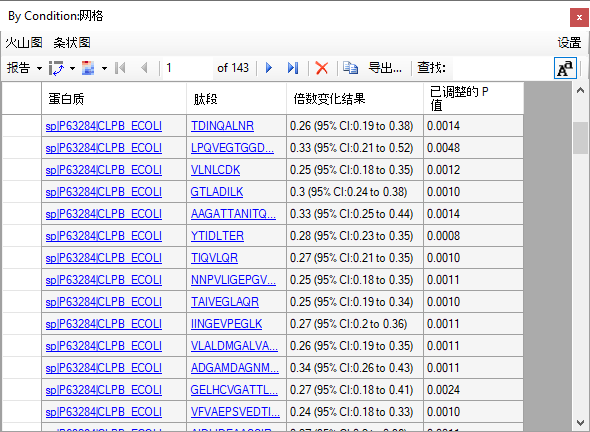 By Condition:网格
火山图 条状图 设置
报告 1 of 143 导出... 查找: Aa
蛋白质 肽段 倍数变化结果 已调整的 P 值
sp|P63284|CLPB_ECOLI TDINQALNR 0.26 (95% CI:0.19 to 0.38) 0.0014
sp|P63284|CLPB_ECOLI LPQVEGTGGD... 0.33 (95% CI:0.21 to 0.52) 0.0048
sp|P63284|CLPB_ECOLI VLNLCDK 0.25 (95% CI:0.18 to 0.35) 0.0012
sp|P63284|CLPB_ECOLI GTLADILK 0.3 (95% CI:0.24 to 0.38) 0.0010
sp|P63284|CLPB_ECOLI AAGATTANITQ... 0.33 (95% CI:0.25 to 0.44) 0.0014
sp|P63284|CLPB_ECOLI YTIDLTER 0.28 (95% CI:0.23 to 0.35) 0.0008
sp|P63284|CLPB_ECOLI TIQVLQR 0.27 (95% CI:0.21 to 0.35) 0.0010
sp|P63284|CLPB_ECOLI NNPVLIGEPGV... 0.25 (95% CI:0.18 to 0.35) 0.0011
sp|P63284|CLPB_ECOLI TAIVEGLAQR 0.25 (95% CI:0.19 to 0.34) 0.0010
sp|P63284|CLPB_ECOLI IINGEVPEGLK 0.27 (95% CI:0.2 to 0.36) 0.0011
sp|P63284|CLPB_ECOLI VLALDMGALVA... 0.26 (95% CI:0.19 to 0.35) 0.0011
sp|P63284|CLPB_ECOLI ADGAMDAGNM... 0.34 (95% CI:0.26 to 0.43) 0.0011
sp|P63284|CLPB_ECOLI GELHCVGATTL... 0.27 (95% CI:0.18 to 0.41) 0.0024
sp|P63284|CLPB_ECOLI VFVAEPSVEDTI... 0.24 (95% CI:0.18 to 0.33) 0.0010